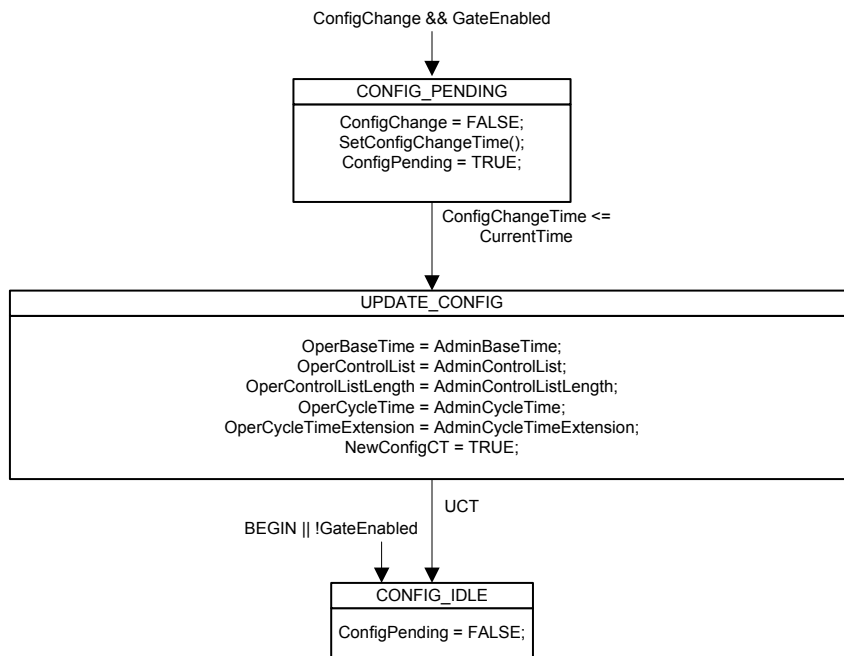 ConfigChange && GateEnabled
CONFIG_PENDING
ConfigChange = FALSE;
SetConfigChangeTime();
ConfigPending = TRUE;
ConfigChangeTime <=
CurrentTime
UPDATE_CONFIG
OperBaseTime = AdminBaseTime;
OperControlList = AdminControlList;
OperControlListLength = AdminControlListLength;
OperCycleTime = AdminCycleTime;
OperCycleTimeExtension = AdminCycleTimeExtension;
NewConfigCT = TRUE;
UCT
BEGIN || !GateEnabled
CONFIG_IDLE
ConfigPending = FALSE;